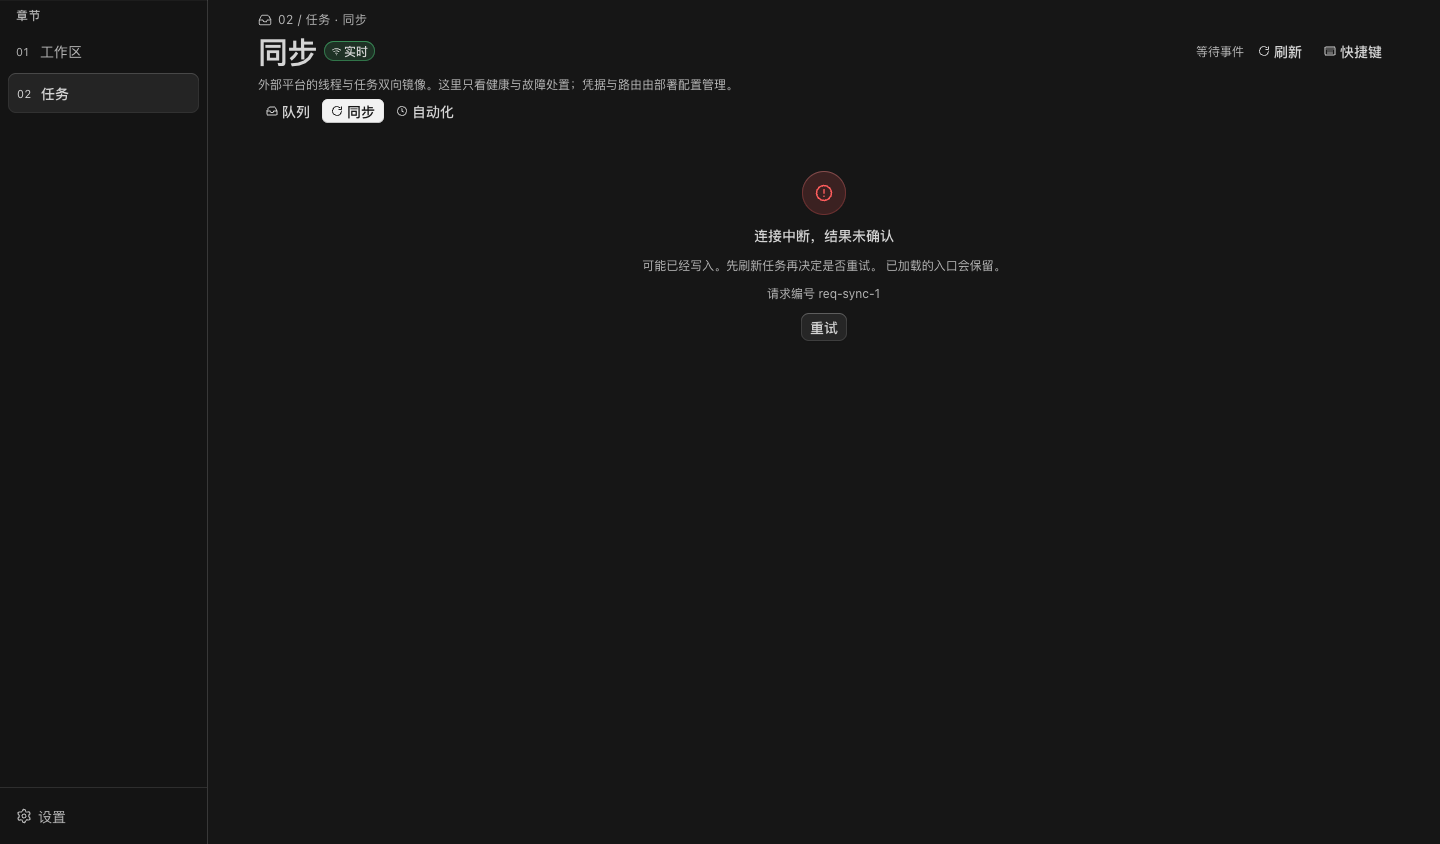 章节
01 工作区
02 任务
设置
02 / 任务 · 同步
同步 实时
等待事件 刷新 快捷键
外部平台的线程与任务双向镜像。这里只看健康与故障处置；凭据与路由由部署配置管理。
队列 同步 自动化
连接中断，结果未确认
可能已经写入。先刷新任务再决定是否重试。 已加载的入口会保留。
请求编号 req-sync-1
重试